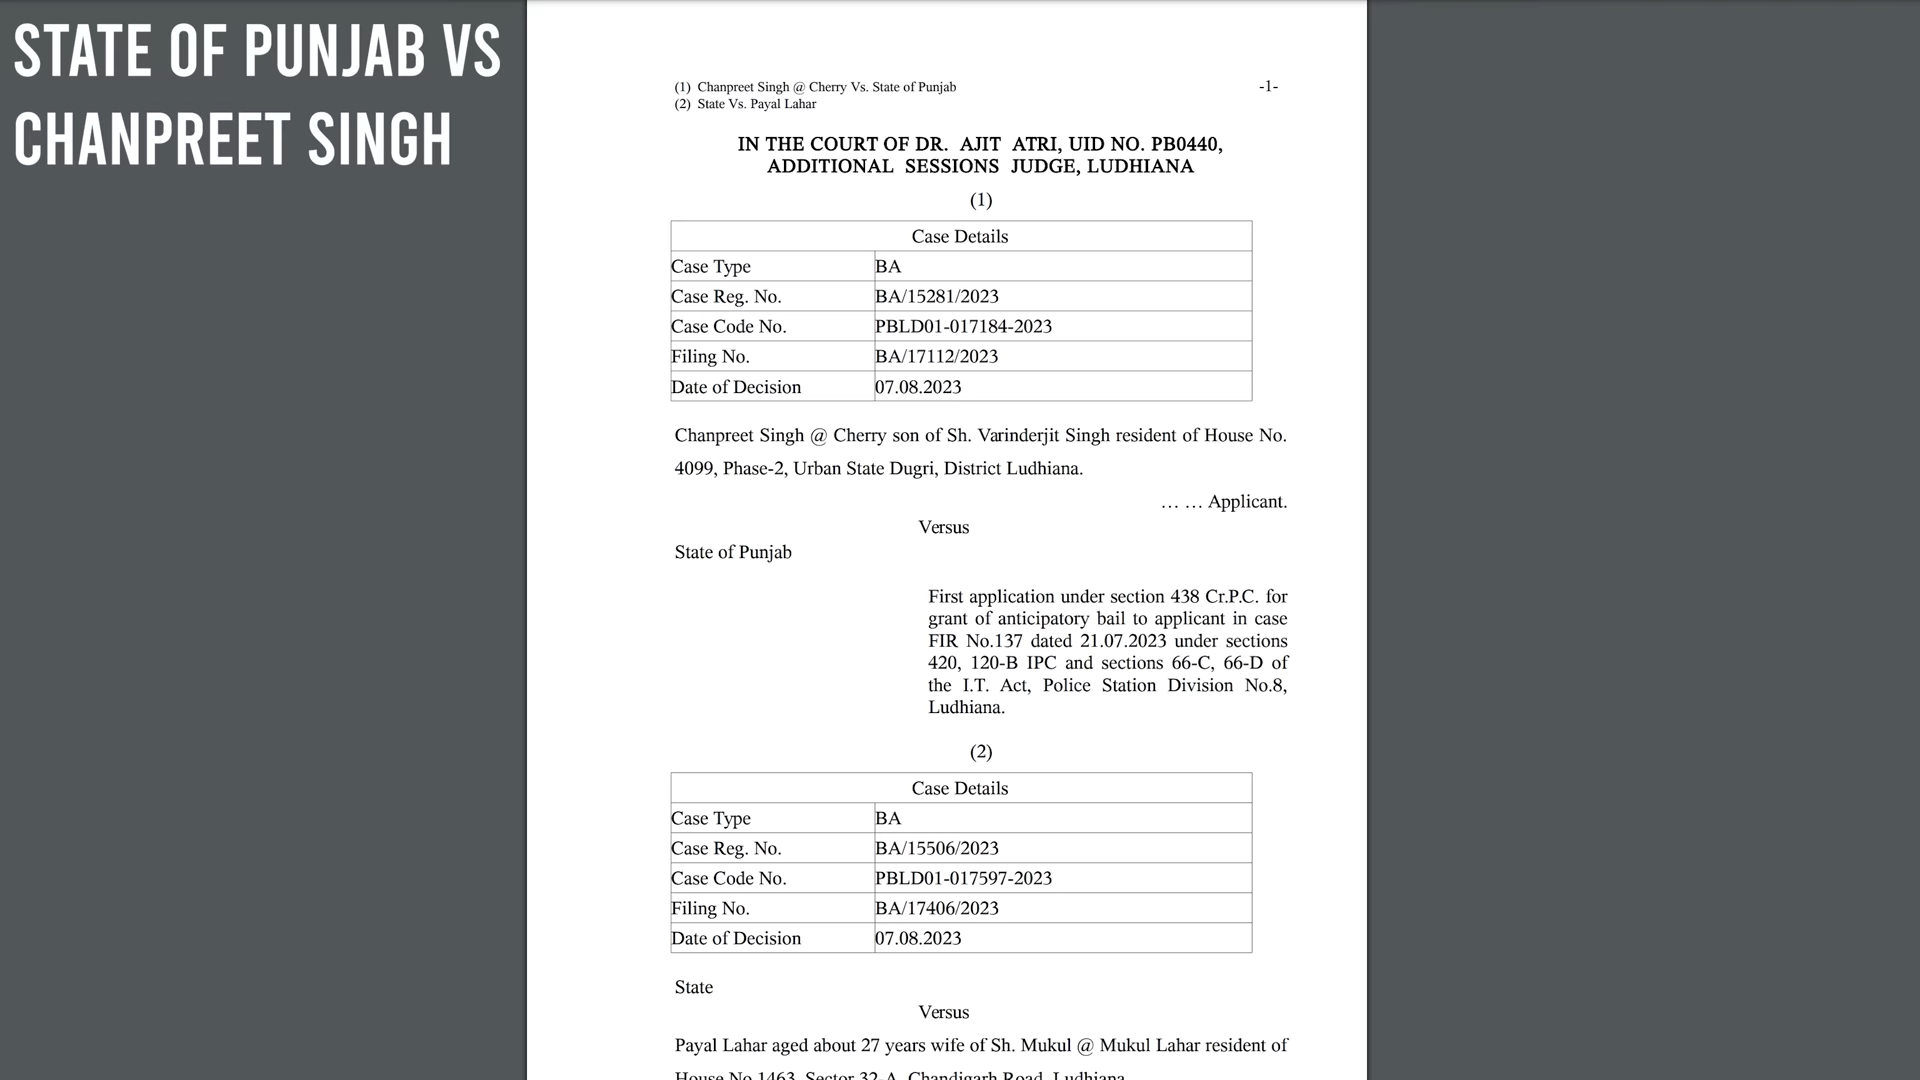 STATE OF PUNJAB VS
CHANPREET SINGH
(1) Chanpreet Singh @ Cherry Vs. State of Punjab -1-
(2) State Vs. Payal Lahar
IN THE COURT OF DR. AJIT ATRI, UID NO. PB0440,
ADDITIONAL SESSIONS JUDGE, LUDHIANA
(1)
Case Details
Case Type BA
Case Reg. No. BA/15281/2023
Case Code No. PBLD01-017184-2023
Filing No. BA/17112/2023
Date of Decision 07.08.2023
Chanpreet Singh @ Cherry son of Sh. Varinderjit Singh resident of House No.
4099, Phase-2, Urban State Dugri, District Ludhiana.
... ... Applicant.
Versus
State of Punjab
First application under section 438 Cr.P.C. for
grant of anticipatory bail to applicant in case
FIR No.137 dated 21.07.2023 under sections
420, 120-B IPC and sections 66-C, 66-D of
the I.T. Act, Police Station Division No.8,
Ludhiana.
(2)
Case Details
Case Type BA
Case Reg. No. BA/15506/2023
Case Code No. PBLD01-017597-2023
Filing No. BA/17406/2023
Date of Decision 07.08.2023
State
Versus
Payal Lahar aged about 27 years wife of Sh. Mukul @ Mukul Lahar resident of
House No.1463, Sector 32-A, Chandigarh Road, Ludhiana